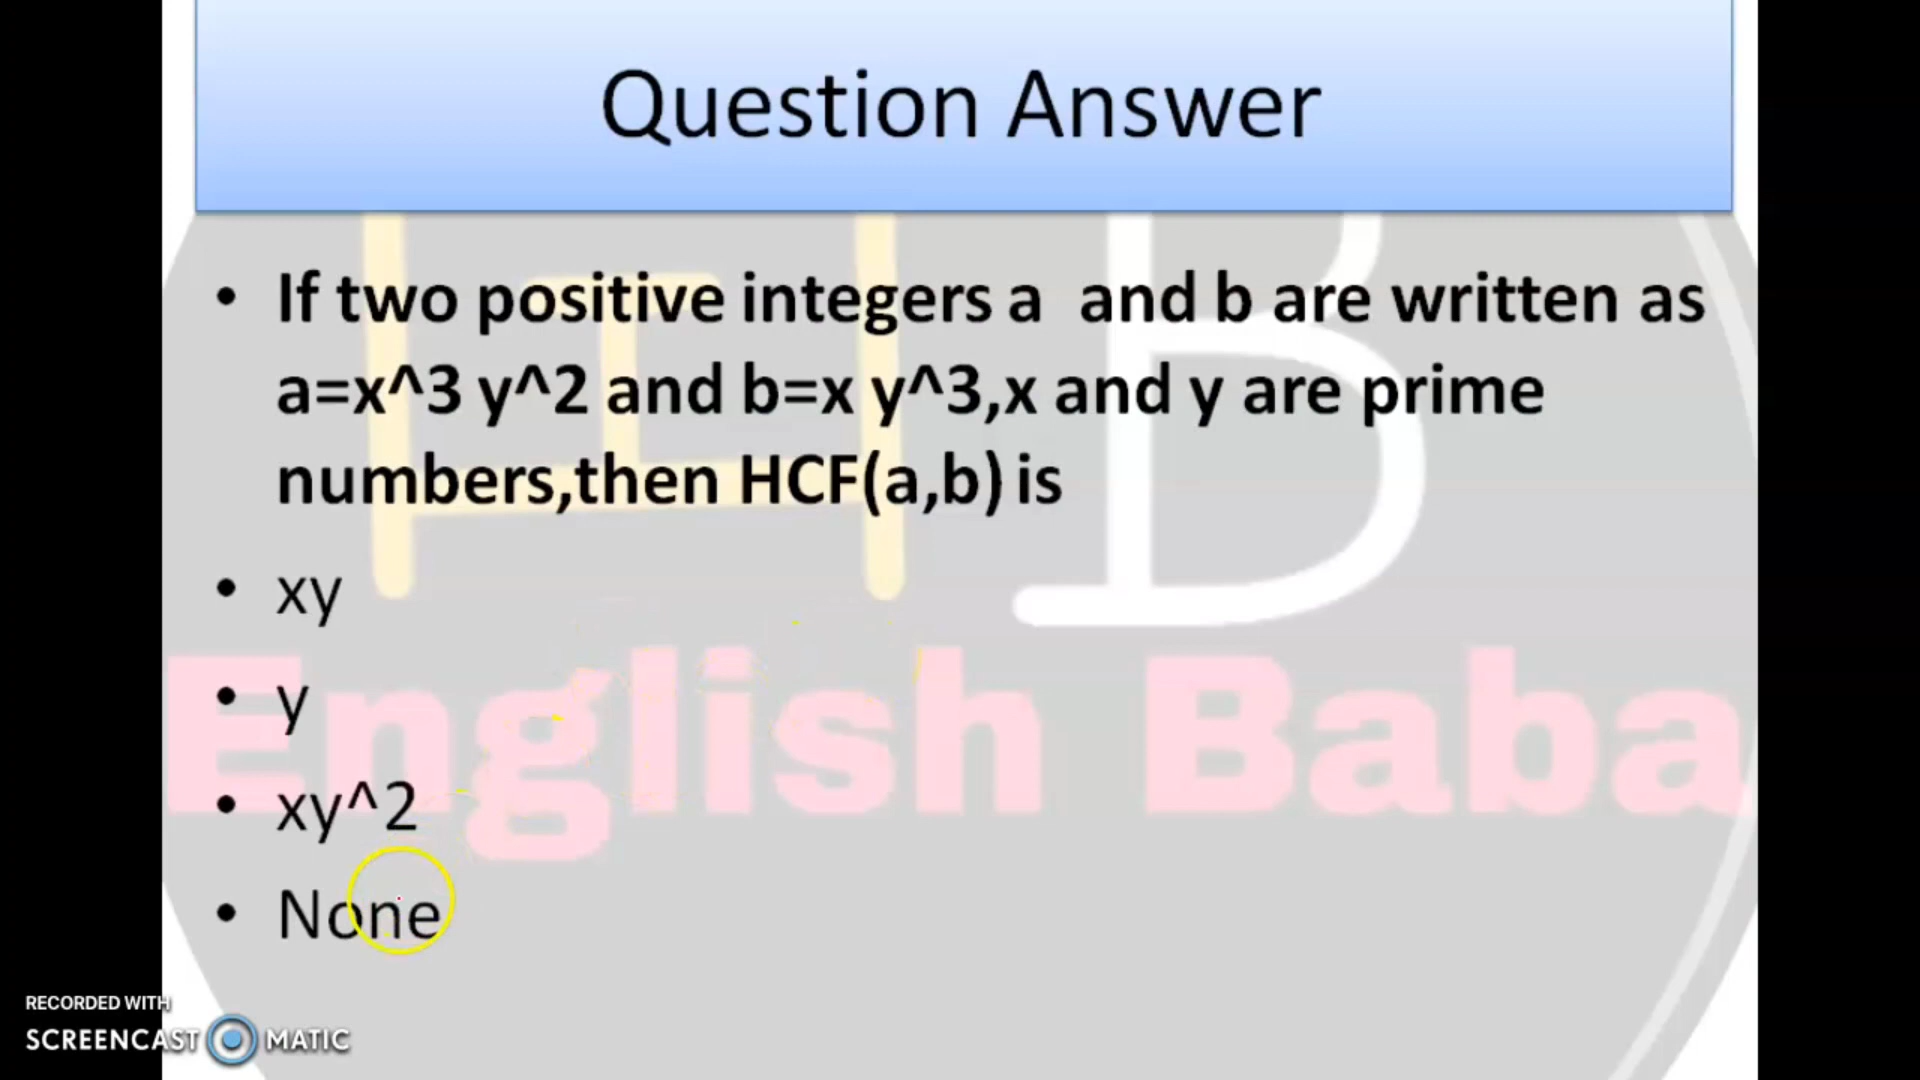 Question Answer
• If two positive integers a and b are written as
a=x^3 y^2 and b=x y^3,x and y are prime
numbers,then HCF(a,b) is
• xy
• y
• xy^2
• None
English Baba
RECORDED WITH
SCREENCAST MATIC